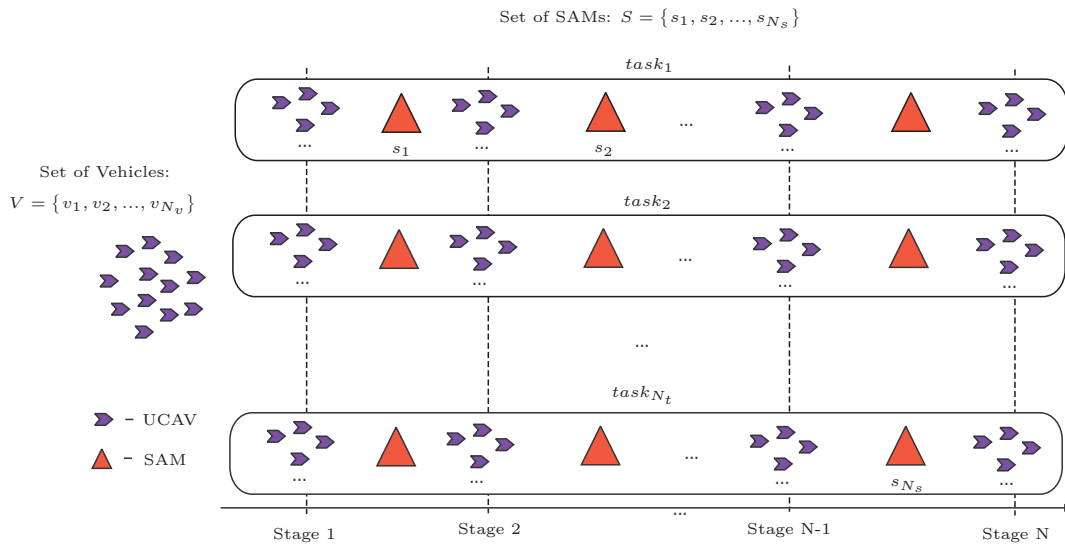 Set of SAMs: $S = \{s_1, s_2, ..., s_{N_s}\}$
$task_1$
... ... ... ...
$s_1$ $s_2$ ...
Set of Vehicles:
$V = \{v_1, v_2, ..., v_{N_v}\}$
$task_2$
...
... ... ... ...
...
$task_{N_t}$
– UCAV
...
– SAM
... ... ... ...
$s_{N_s}$
...
Stage 1 Stage 2 Stage N-1 Stage N